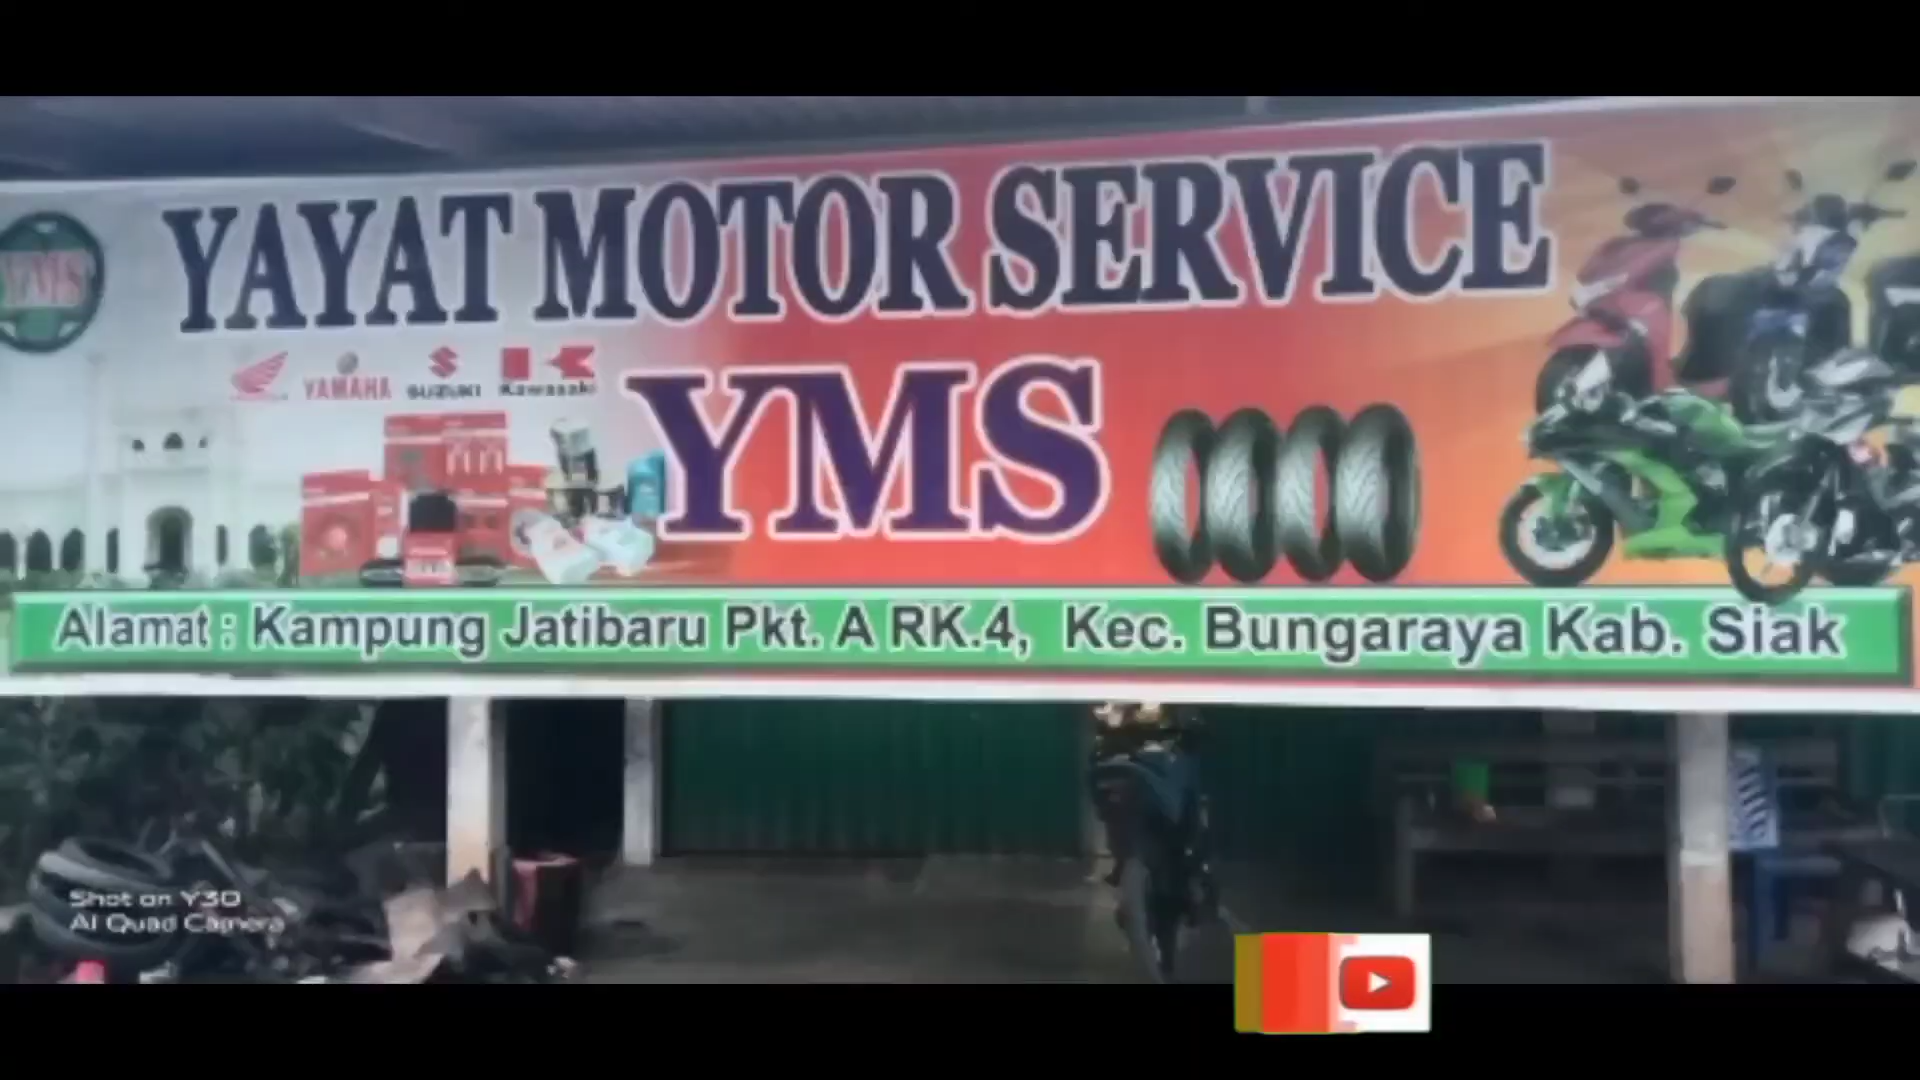 YAYAT MOTOR SERVICE
YMS
YAMAHA
SUZUKI
Kawasaki
YMS
Alamat : Kampung Jatibaru Pkt. A RK.4, Kec. Bungaraya Kab. Siak
Shot on Y30
AI Quad Camera